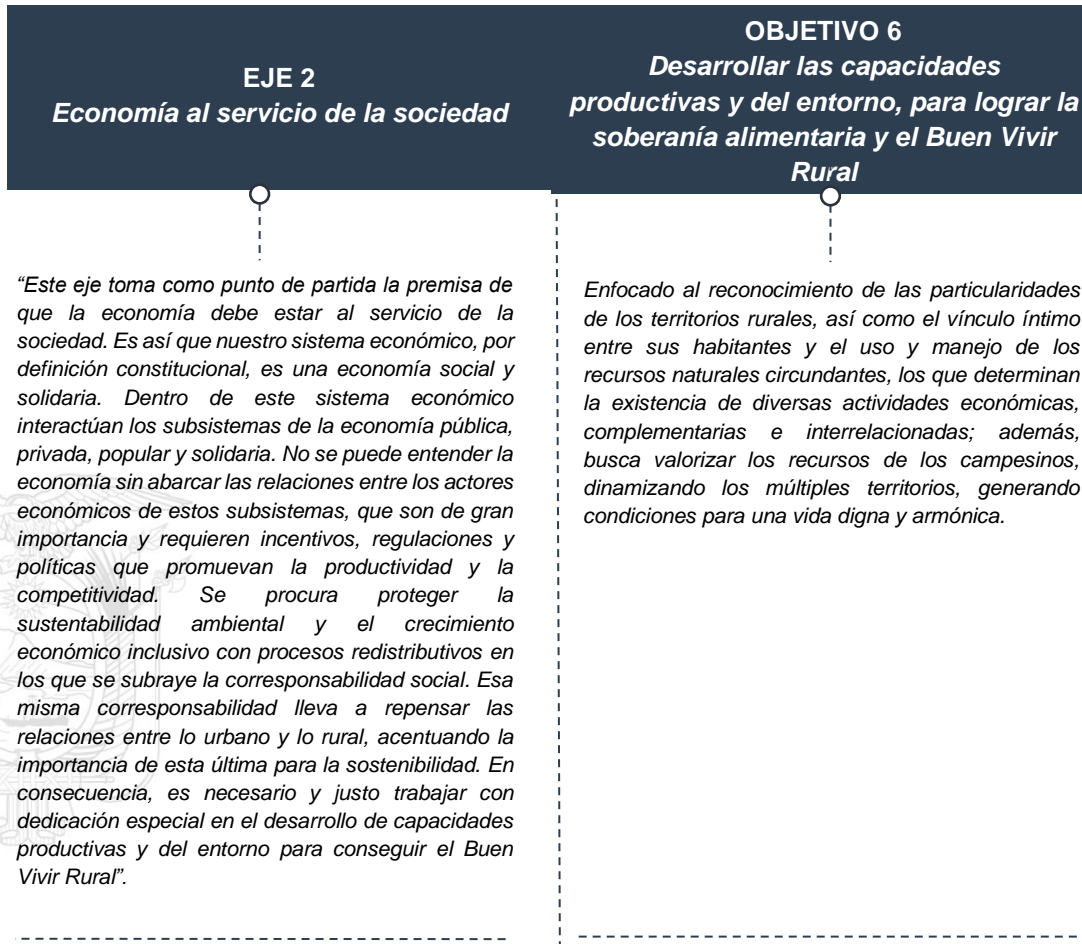 EJE 2
Economía al servicio de la sociedad
OBJETIVO 6
Desarrollar las capacidades
productivas y del entorno, para lograr la
soberanía alimentaria y el Buen Vivir
Rural
“Este eje toma como punto de partida la premisa de
que la economía debe estar al servicio de la
sociedad. Es así que nuestro sistema económico, por
definición constitucional, es una economía social y
solidaria. Dentro de este sistema económico
interactúan los subsistemas de la economía pública,
privada, popular y solidaria. No se puede entender la
economía sin abarcar las relaciones entre los actores
económicos de estos subsistemas, que son de gran
importancia y requieren incentivos, regulaciones y
políticas que promuevan la productividad y la
competitividad. Se procura proteger la
sustentabilidad ambiental y el crecimiento
económico inclusivo con procesos redistributivos en
los que se subraye la corresponsabilidad social. Esa
misma corresponsabilidad lleva a repensar las
relaciones entre lo urbano y lo rural, acentuando la
importancia de esta última para la sostenibilidad. En
consecuencia, es necesario y justo trabajar con
dedicación especial en el desarrollo de capacidades
productivas y del entorno para conseguir el Buen
Vivir Rural”.
Enfocado al reconocimiento de las particularidades
de los territorios rurales, así como el vínculo íntimo
entre sus habitantes y el uso y manejo de los
recursos naturales circundantes, los que determinan
la existencia de diversas actividades económicas,
complementarias e interrelacionadas; además,
busca valorizar los recursos de los campesinos,
dinamizando los múltiples territorios, generando
condiciones para una vida digna y armónica.